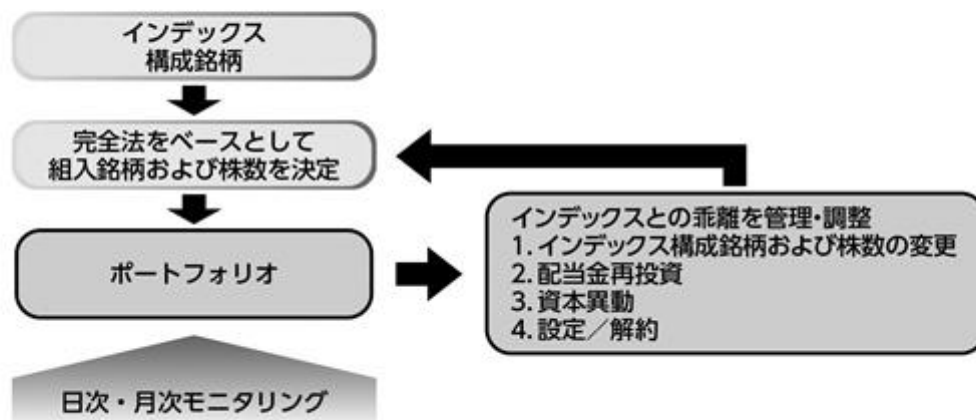 インデックス
構成銘柄
完全法をベースとして
組入銘柄および株数を決定
ポートフォリオ
インデックスとの乖離を管理・調整
1. インデックス構成銘柄および株数の変更
2. 配当金再投資
3. 資本異動
4. 設定／解約
日次・月次モニタリング